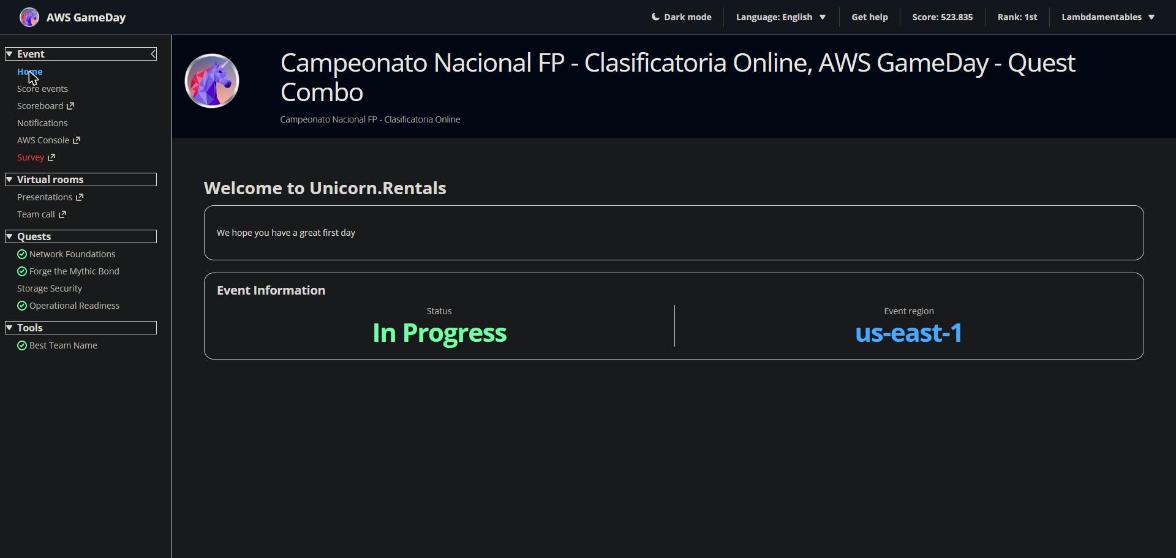 AWS GameDay
Dark mode
Language: English
Get help
Score: 523.835
Rank: 1st
Lambdamentables
Event
Home
Score events
Scoreboard
Notifications
AWS Console
Survey
Virtual rooms
Presentations
Team call
Quests
Network Foundations
Forge the Mythic Bond
Storage Security
Operational Readiness
Tools
Best Team Name
Campeonato Nacional FP - Clasificatoria Online, AWS GameDay - Quest
Combo
Campeonato Nacional FP - Clasificatoria Online
Welcome to Unicorn.Rentals
We hope you have a great first day
Event Information
Status
In Progress
Event region
us-east-1